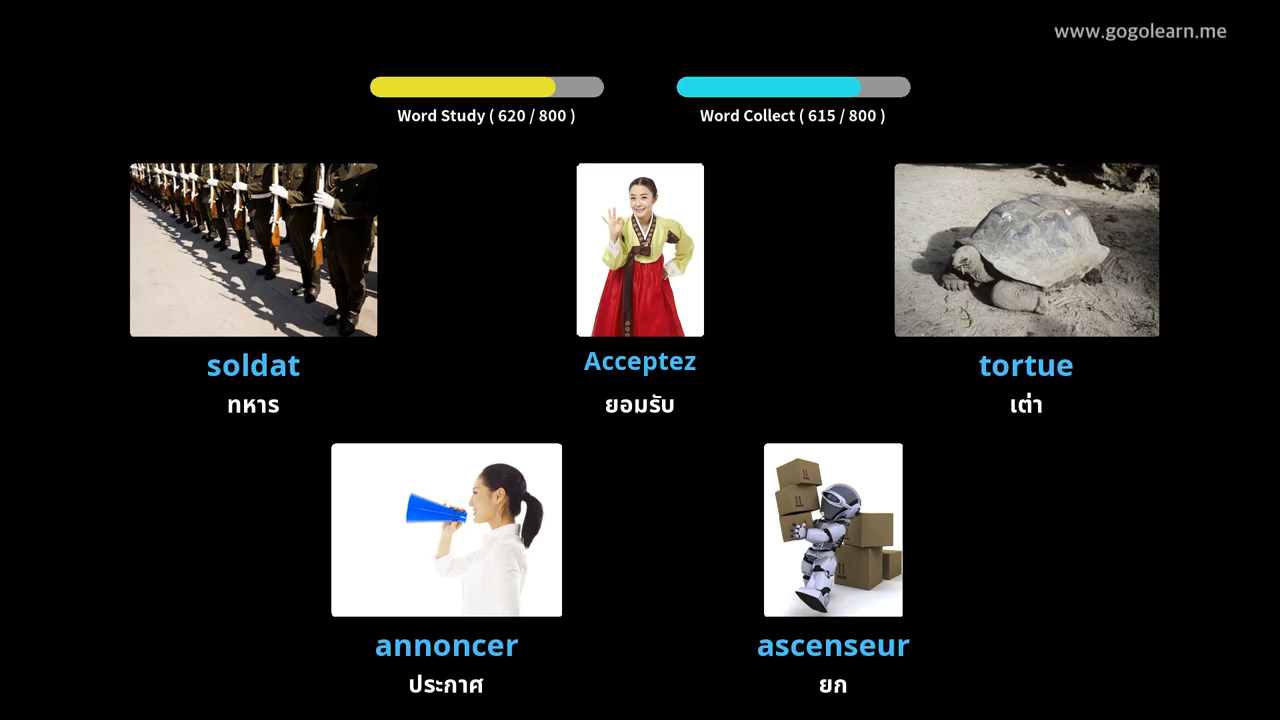 www.gogolearn.me
Word Study ( 620 / 800 )
Word Collect ( 615 / 800 )
soldat
ทหาร
Acceptez
ยอมรับ
tortue
เต่า
annoncer
ประกาศ
ascenseur
ยก